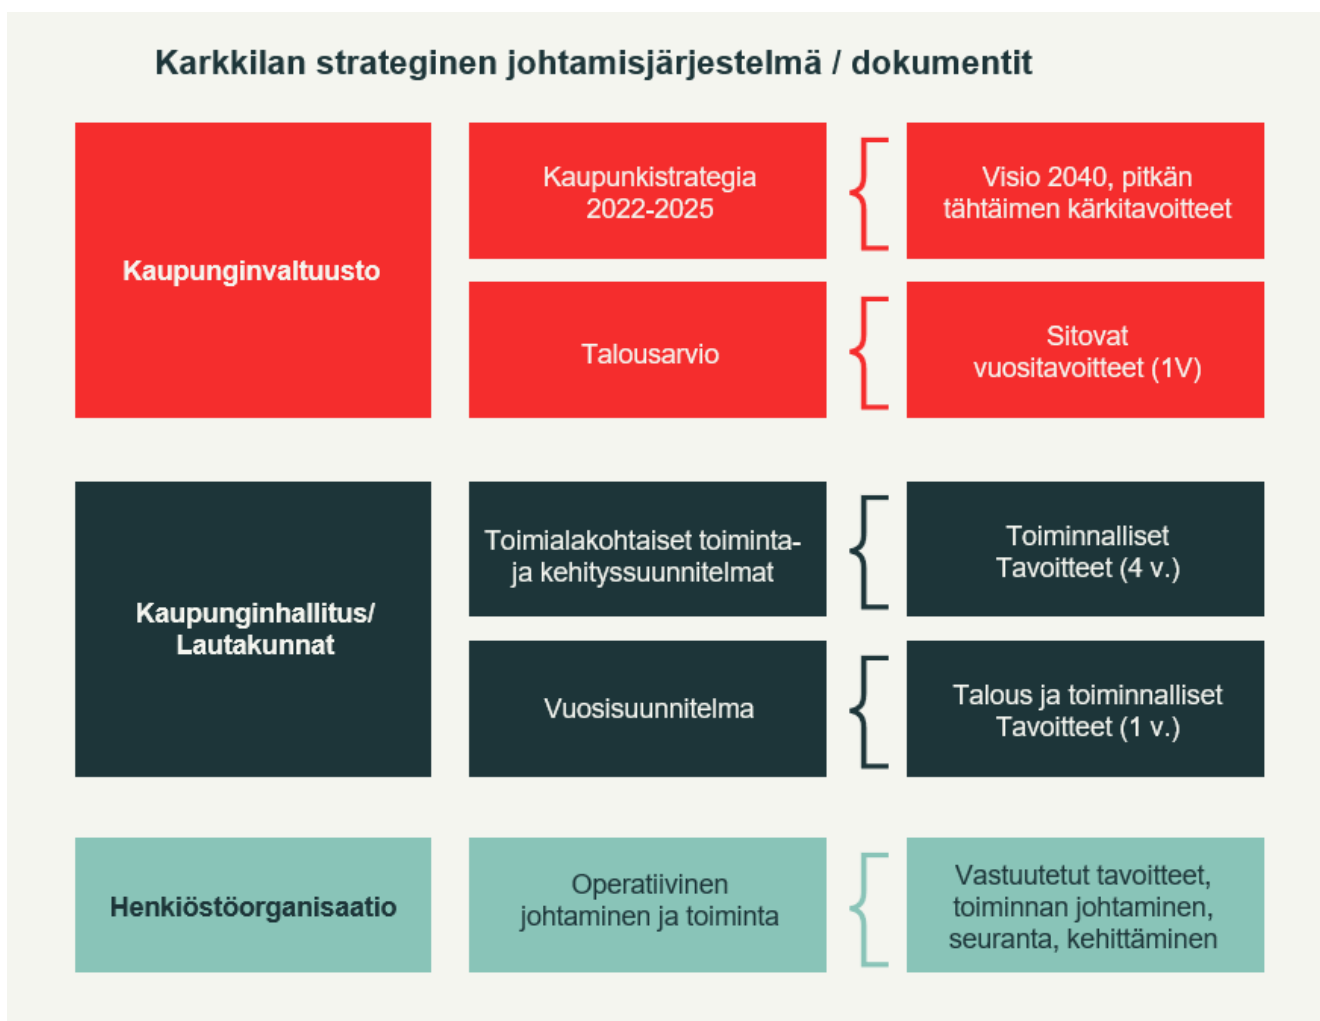 Karkkilan strateginen johtamisjärjestelmä / dokumentit
Kaupunginvaltuusto
Kaupunkistrategia
2022-2025
Visio 2040, pitkän
tähtäimen kärkitavoitteet
Talousarvio
Sitovat
vuositavoitteet (1V)
Kaupunginhallitus/
Lautakunnat
Toimialakohtaiset toiminta-
ja kehityssuunnitelmat
Toiminnalliset
Tavoitteet (4 v.)
Vuosisuunnitelma
Talous ja toiminnalliset
Tavoitteet (1 v.)
Henkiöstöorganisaatio
Operatiivinen
johtaminen ja toiminta
Vastuutetut tavoitteet,
toiminnan johtaminen,
seuranta, kehittäminen